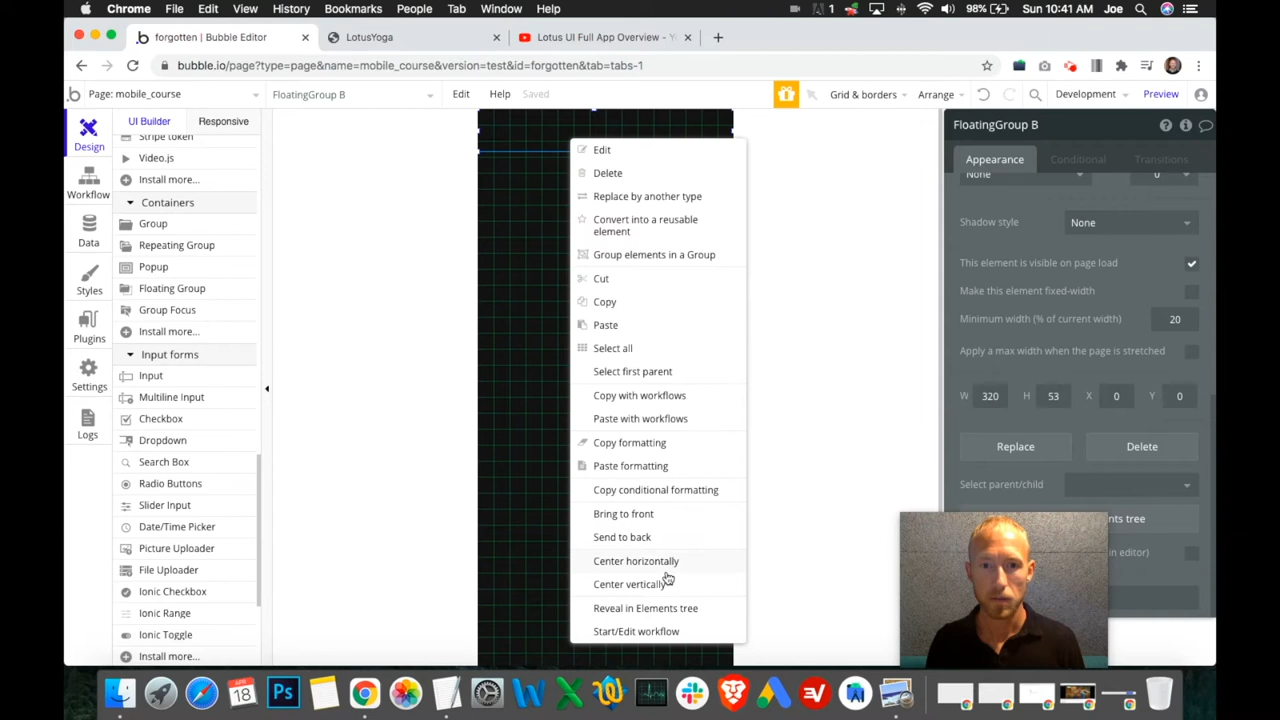 Chrome File Edit View History Bookmarks People Tab Window Help 1 98% Sun 10:41 AM Joe
forgotten | Bubble Editor LotusYoga Lotus UI Full App Overview - Yo
bubble.io/page?type=page&name=mobile_course&version=test&id=forgotten&tab=tabs-1
Page: mobile_course FloatingGroup B Edit Help Saved Grid & borders Arrange Development Preview
UI Builder Responsive
Design
Workflow
Data
Styles
Plugins
Settings
Logs
Stripe token
Video.js
Install more...
Containers
Group
Repeating Group
Popup
Floating Group
Group Focus
Install more...
Input forms
Input
Multiline Input
Checkbox
Dropdown
Search Box
Radio Buttons
Slider Input
Date/Time Picker
Picture Uploader
File Uploader
Ionic Checkbox
Ionic Range
Ionic Toggle
Install more...
Edit
Delete
Replace by another type
Convert into a reusable
element
Group elements in a Group
Cut
Copy
Paste
Select all
Select first parent
Copy with workflows
Paste with workflows
Copy formatting
Paste formatting
Copy conditional formatting
Bring to front
Send to back
Center horizontally
Center vertically
Reveal in Elements tree
Start/Edit workflow
FloatingGroup B
Appearance Conditional Transitions
None 0
Shadow style None
This element is visible on page load
Make this element fixed-width
Minimum width (% of current width) 20
Apply a max width when the page is stretched
W 320 H 53 X 0 Y 0
Replace Delete
Select parent/child
ents tree
in editor)
APR
18
Ps